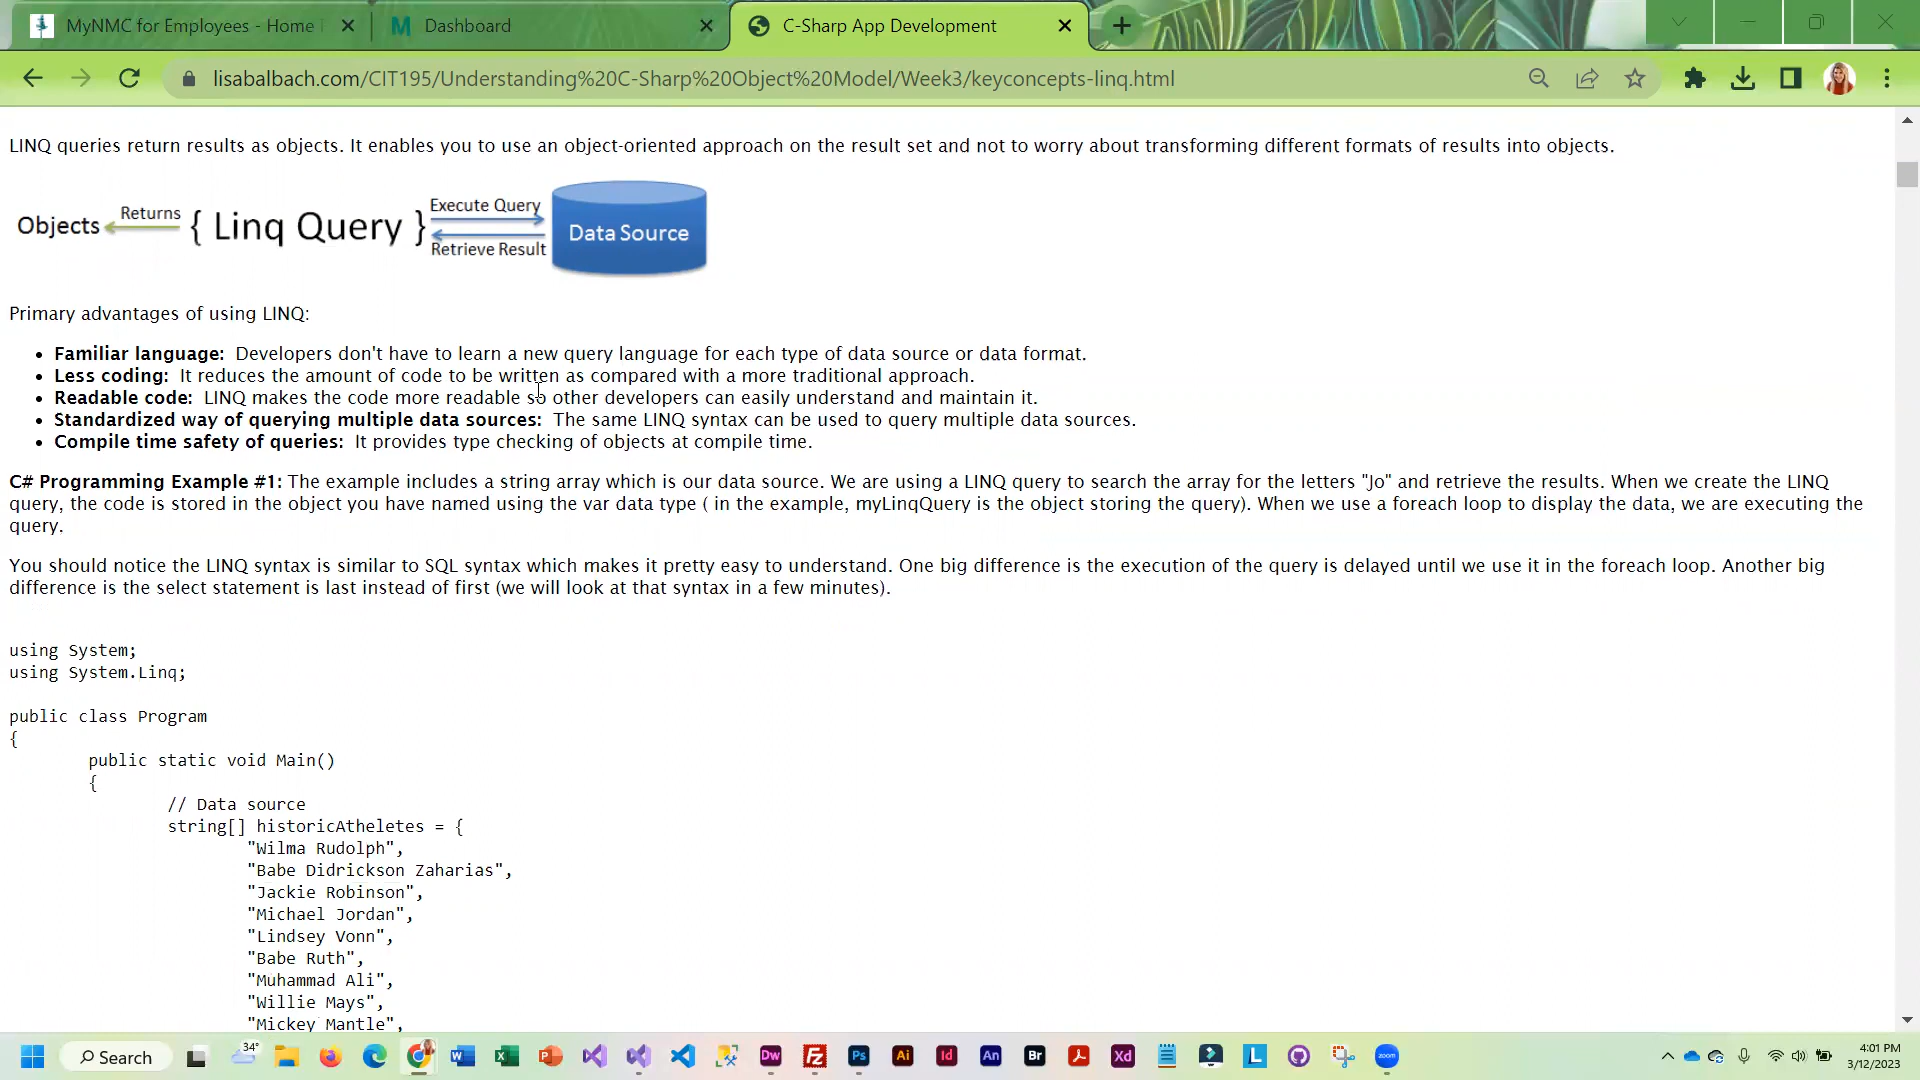 MyNMC for Employees - Home
Dashboard
C-Sharp App Development
lisabalbach.com/CIT195/Understanding%20C-Sharp%20Object%20Model/Week3/keyconcepts-linq.html
LINQ queries return results as objects. It enables you to use an object-oriented approach on the result set and not to worry about transforming different formats of results into objects.
Objects
Returns
{ Linq Query }
Execute Query
Retrieve Result
Data Source
Primary advantages of using LINQ:
• Familiar language: Developers don't have to learn a new query language for each type of data source or data format.
• Less coding: It reduces the amount of code to be written as compared with a more traditional approach.
• Readable code: LINQ makes the code more readable so other developers can easily understand and maintain it.
• Standardized way of querying multiple data sources: The same LINQ syntax can be used to query multiple data sources.
• Compile time safety of queries: It provides type checking of objects at compile time.
C# Programming Example #1: The example includes a string array which is our data source. We are using a LINQ query to search the array for the letters "Jo" and retrieve the results. When we create the LINQ
query, the code is stored in the object you have named using the var data type ( in the example, myLinqQuery is the object storing the query). When we use a foreach loop to display the data, we are executing the
query.
You should notice the LINQ syntax is similar to SQL syntax which makes it pretty easy to understand. One big difference is the execution of the query is delayed until we use it in the foreach loop. Another big
difference is the select statement is last instead of first (we will look at that syntax in a few minutes).
using System;
using System.Linq;
public class Program
{
public static void Main()
{
// Data source
string[] historicAtheletes = {
"Wilma Rudolph",
"Babe Didrickson Zaharias",
"Jackie Robinson",
"Michael Jordan",
"Lindsey Vonn",
"Babe Ruth",
"Muhammad Ali",
"Willie Mays",
"Mickey Mantle",
Search
34°
Dw
Fz
Ps
Ai
Id
An
Br
Xd
L
zoom
4:01 PM
3/12/2023